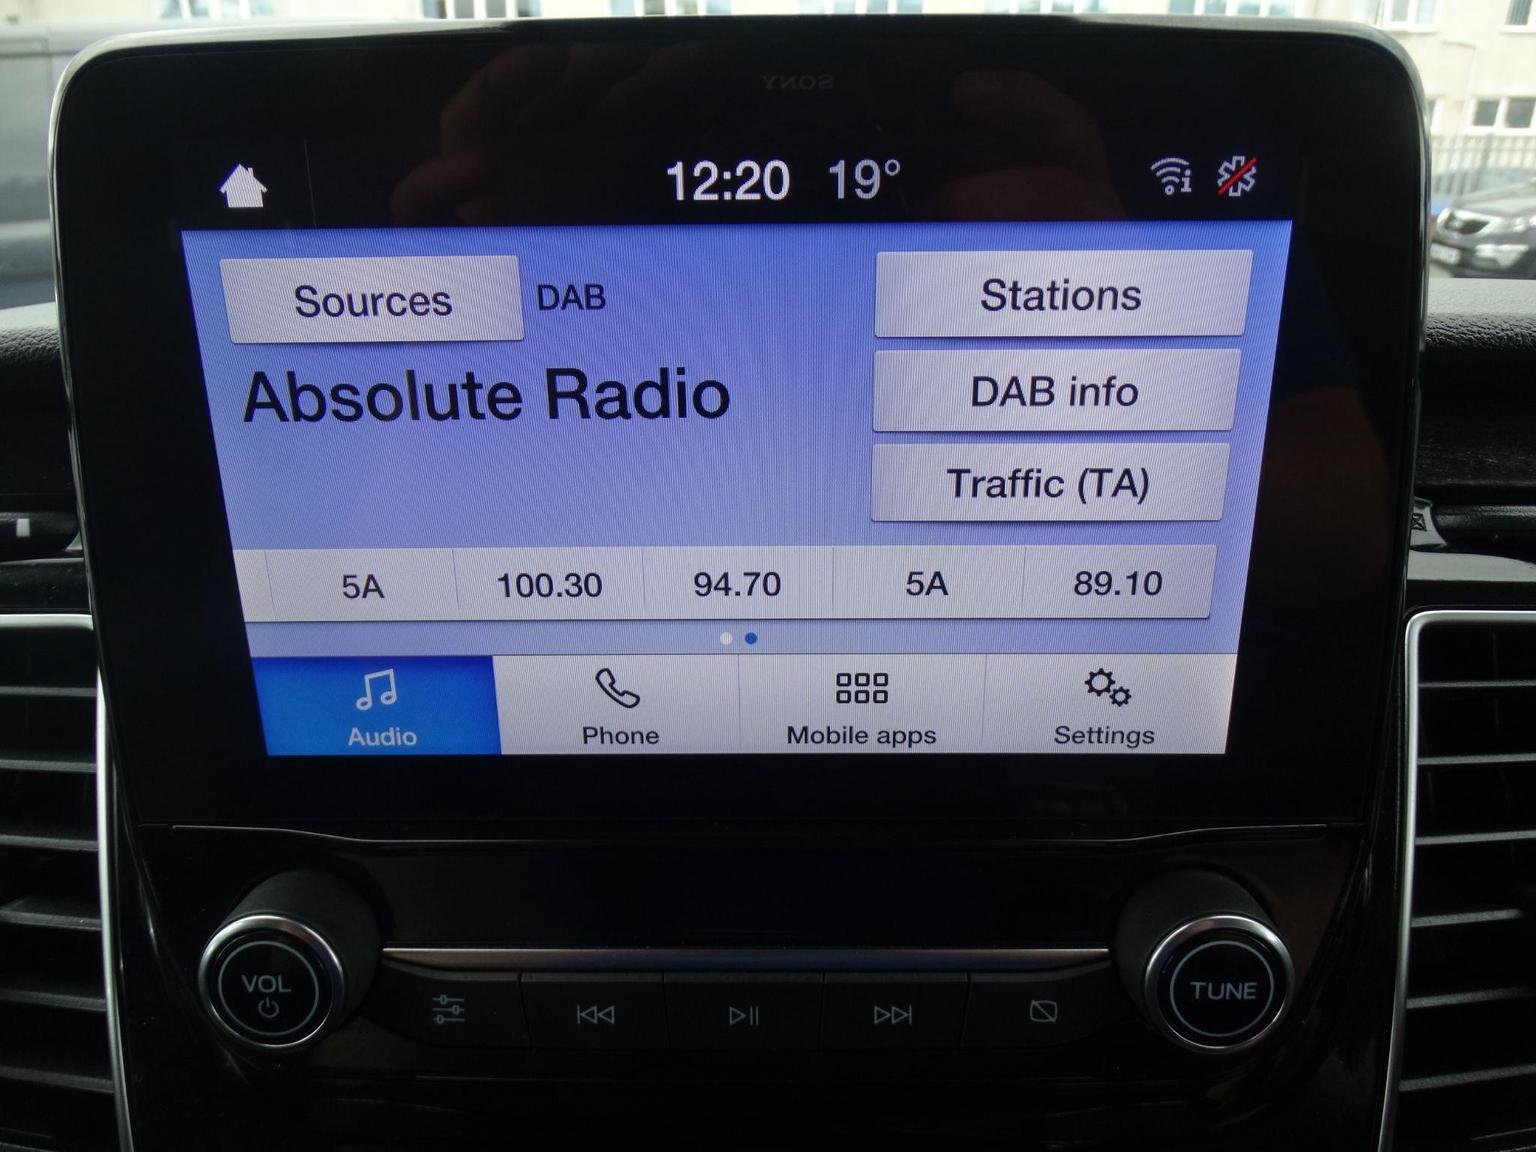 SONY
12:20 19°
Sources DAB Stations
Absolute Radio DAB info
Traffic (TA)
5A 100.30 94.70 5A 89.10
Audio Phone Mobile apps Settings
VOL TUNE